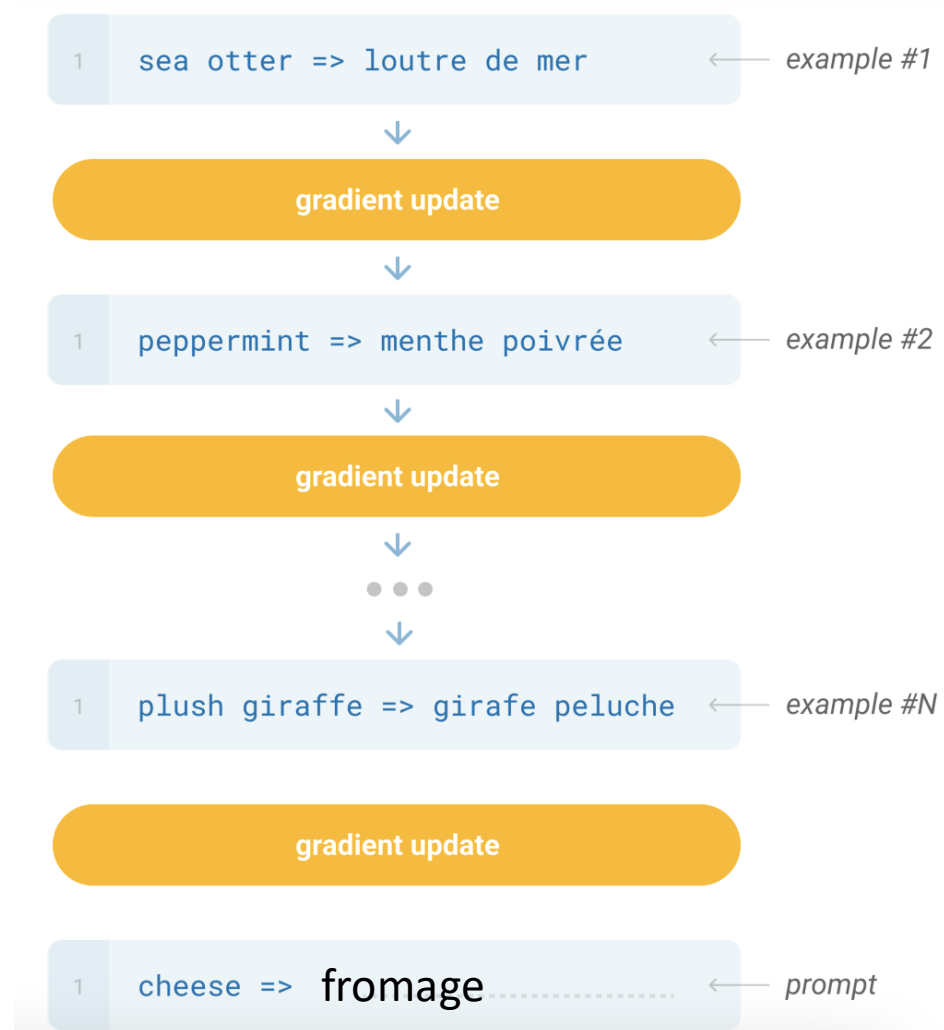 1 sea otter => loutre de mer example #1
gradient update
1 peppermint => menthe poivrée example #2
gradient update
1 plush giraffe => girafe peluche example #N
gradient update
1 cheese => fromage prompt